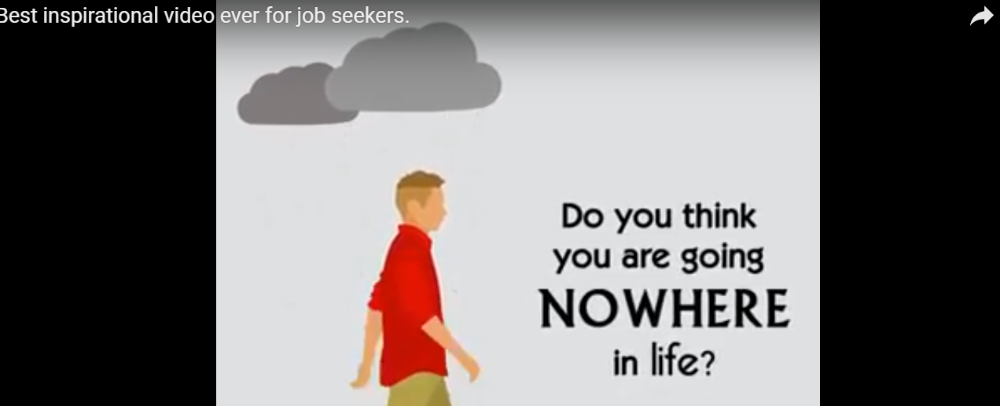 Best inspirational video ever for job seekers.
Do you think
you are going
NOWHERE
in life?